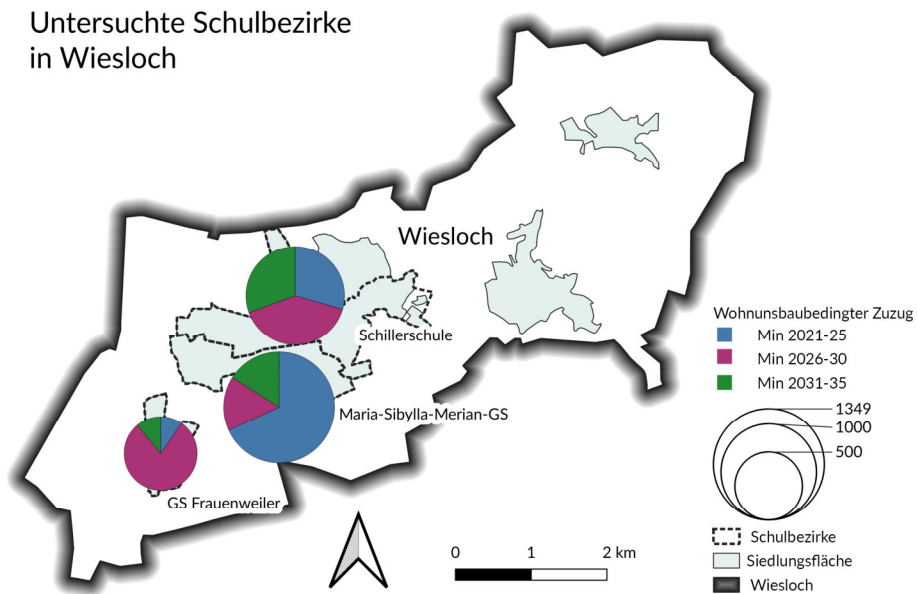 Untersuchte Schulbezirke
in Wiesloch
Wiesloch
Schillerschule
Maria-Sibylla-Merian-GS
GS Frauenweiler
Wohnunsbaubedingter Zuzug
Min 2021-25
Min 2026-30
Min 2031-35
1349
1000
500
Schulbezirke
Siedlungsfläche
Wiesloch
0 1 2 km